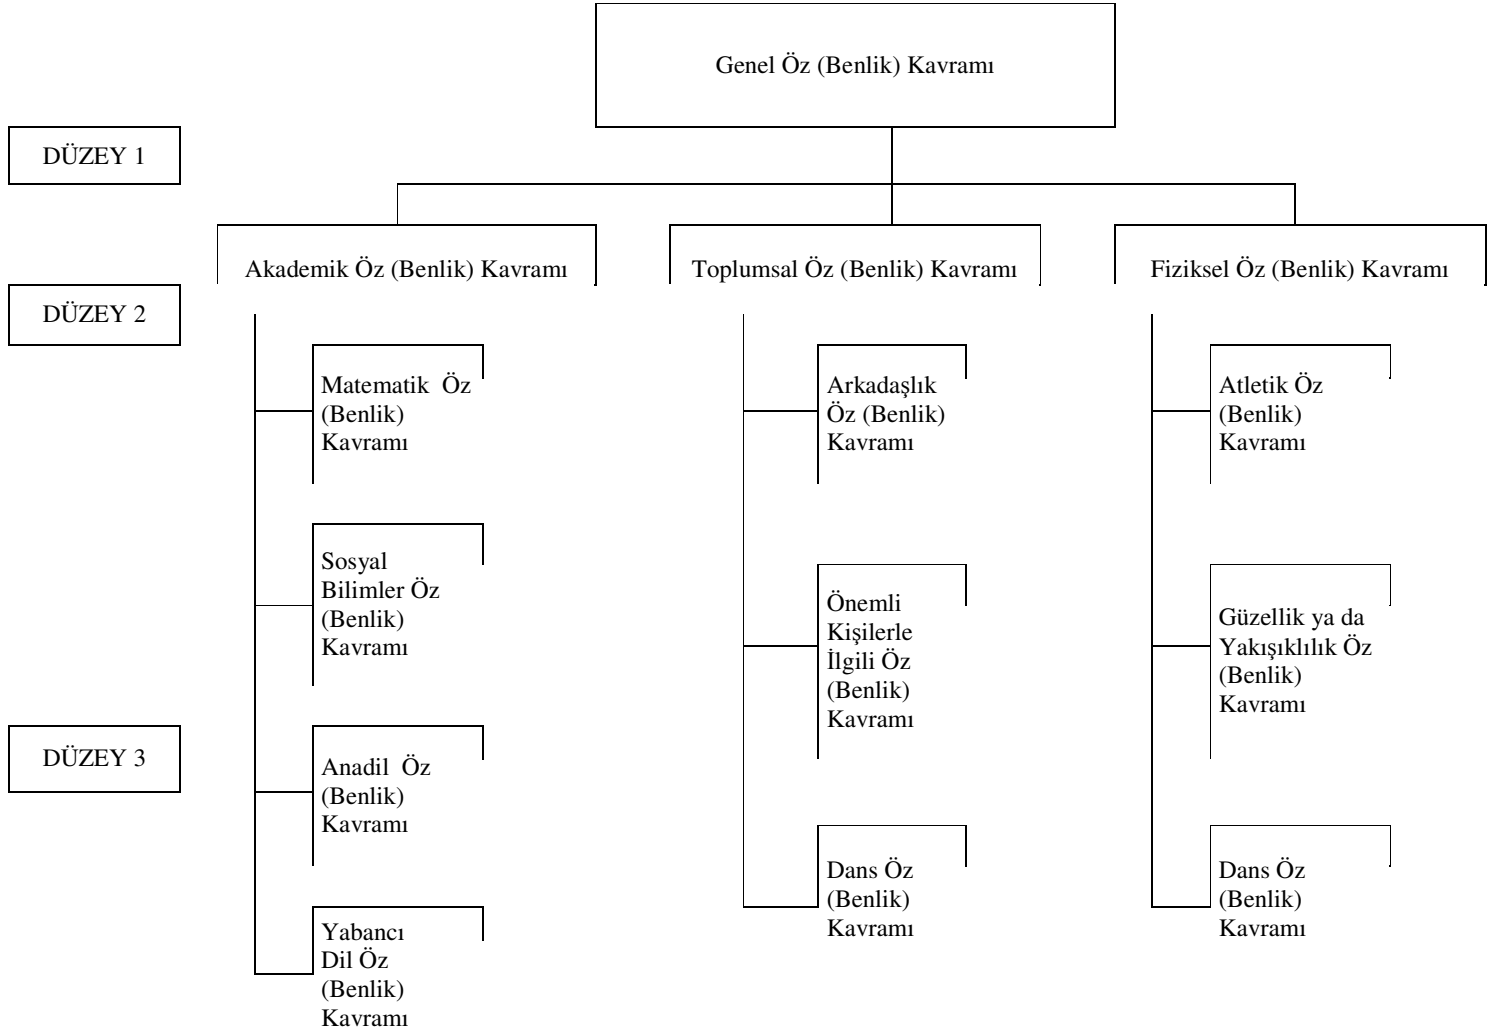 Genel Öz (Benlik) Kavramı
DÜZEY 1
Akademik Öz (Benlik) Kavramı
Toplumsal Öz (Benlik) Kavramı
Fiziksel Öz (Benlik) Kavramı
DÜZEY 2
Matematik Öz
(Benlik)
Kavramı
Arkadaşlık
Öz (Benlik)
Kavramı
Atletik Öz
(Benlik)
Kavramı
Sosyal
Bilimler Öz
(Benlik)
Kavramı
Önemli
Kişilerle
İlgili Öz
(Benlik)
Kavramı
Güzellik ya da
Yakışıklılık Öz
(Benlik)
Kavramı
DÜZEY 3
Anadil Öz
(Benlik)
Kavramı
Dans Öz
(Benlik)
Kavramı
Dans Öz
(Benlik)
Kavramı
Yabancı
Dil Öz
(Benlik)
Kavramı